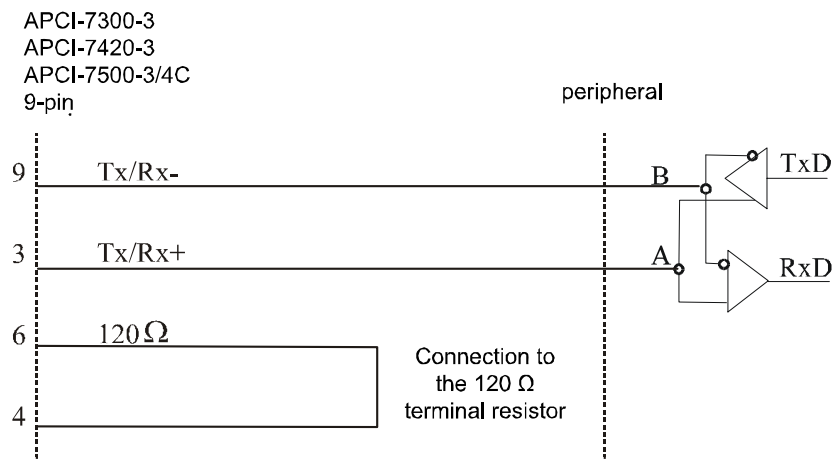 APCI-7300-3
APCI-7420-3
APCI-7500-3/4C
9-pin
peripheral
9 Tx/Rx- B TxD
3 Tx/Rx+ A RxD
6 120 Ω
4
Connection to
the 120 Ω
terminal resistor